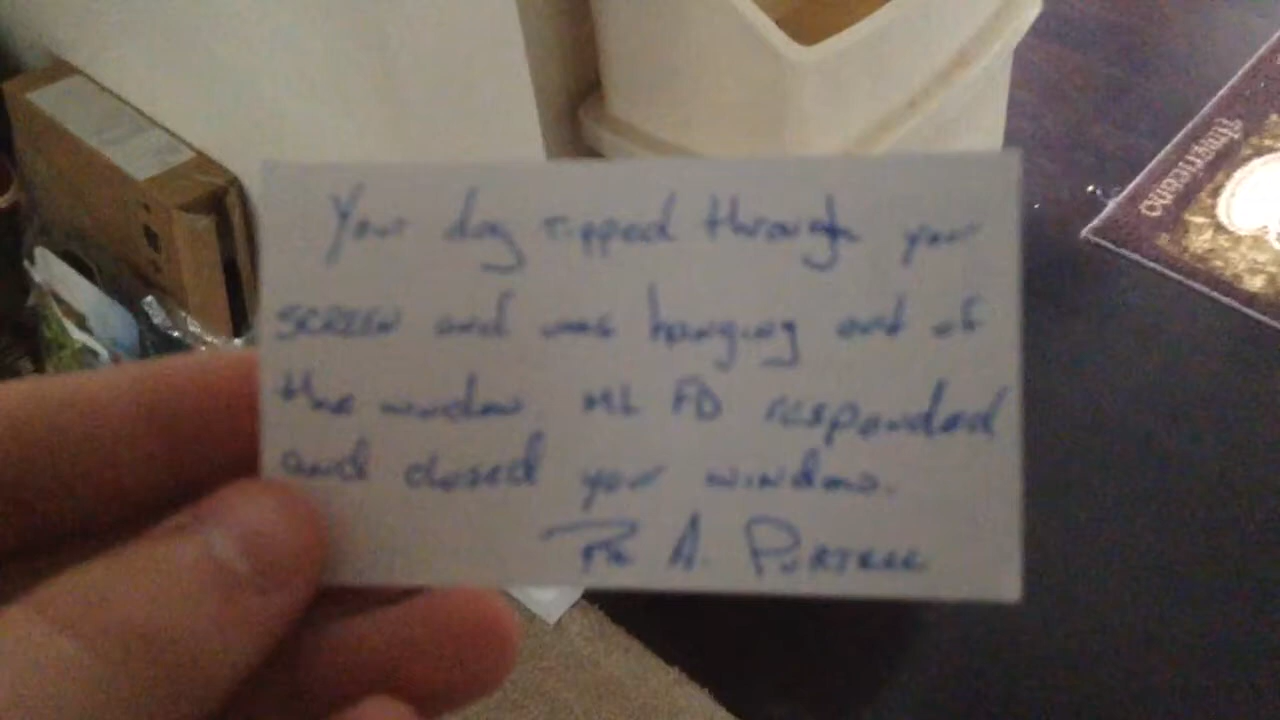 Your dog ripped through your
SCREEN and was hanging out of
the window. ML FD responded
and closed your window.
A. PURTELL